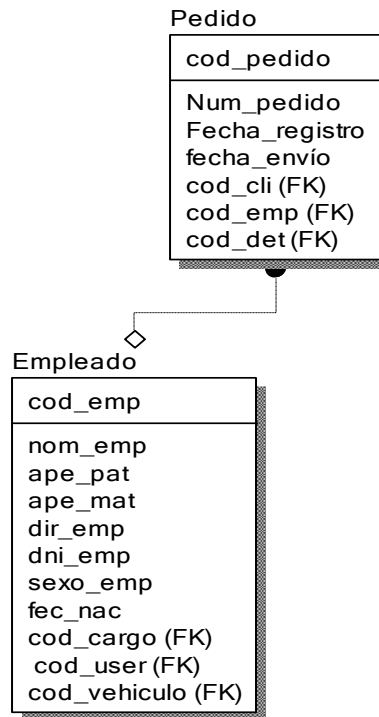 Pedido
cod_pedido
Num_pedido
Fecha_registro
fecha_envío
cod_cli (FK)
cod_emp (FK)
cod_det (FK)
Empleado
cod_emp
nom_emp
ape_pat
ape_mat
dir_emp
dni_emp
sexo_emp
fec_nac
cod_cargo (FK)
cod_user (FK)
cod_vehiculo (FK)